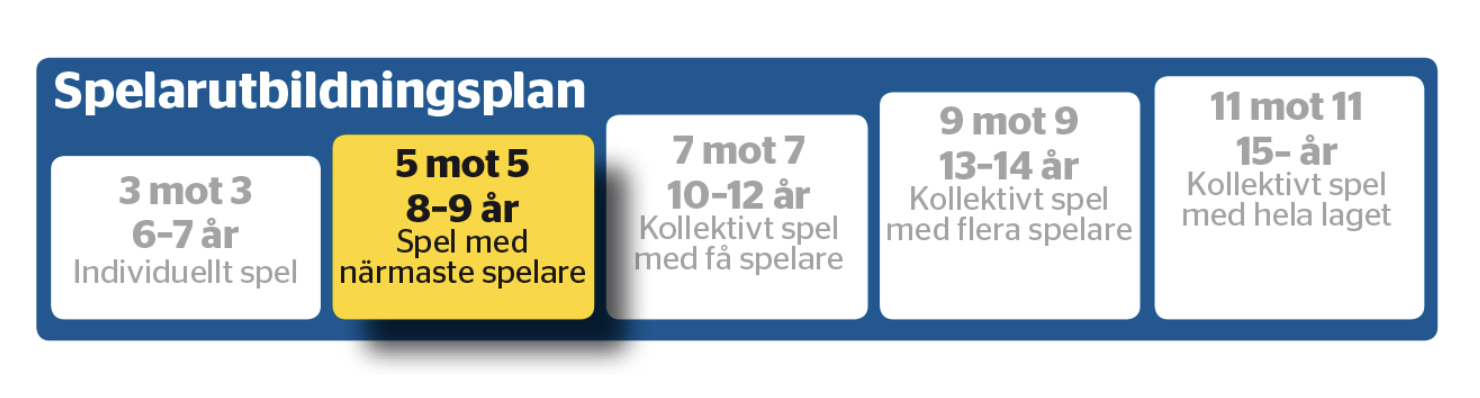 Spelarutbildningsplan
3 mot 3
6–7 år
Individuellt spel
5 mot 5
8–9 år
Spel med
närmaste spelare
7 mot 7
10–12 år
Kollektivt spel
med få spelare
9 mot 9
13–14 år
Kollektivt spel
med flera spelare
11 mot 11
15– år
Kollektivt spel
med hela laget